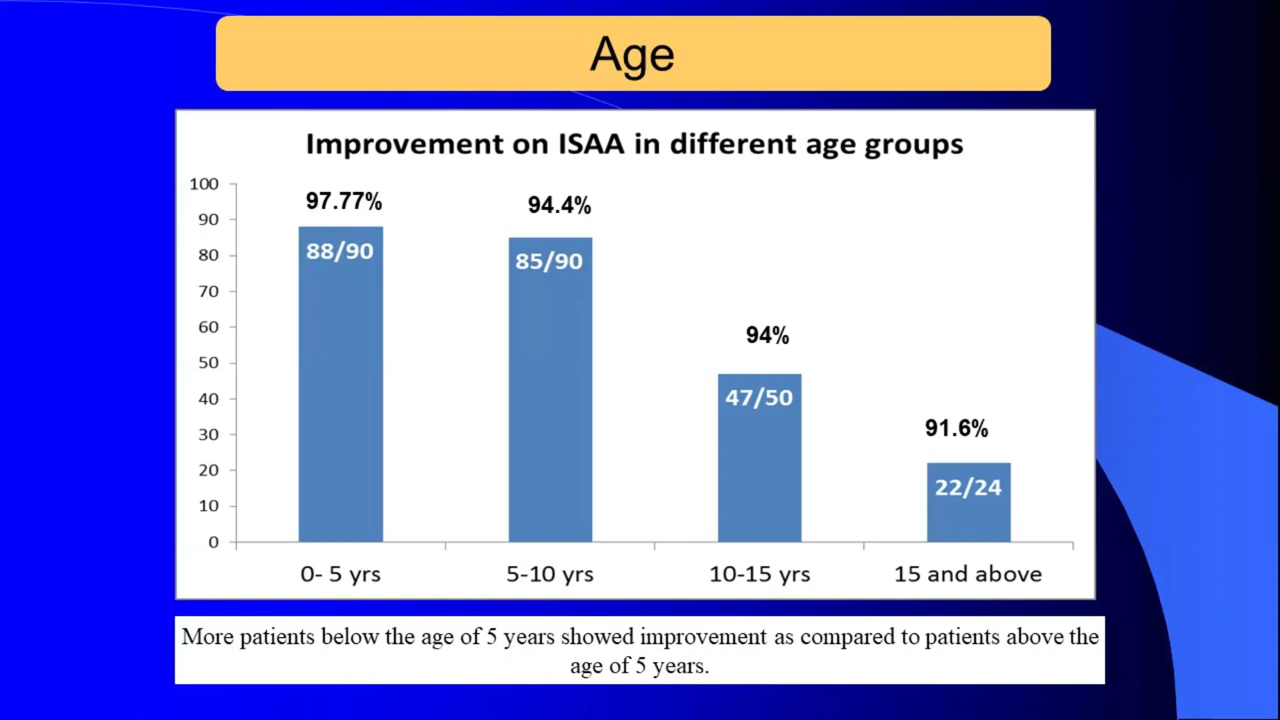 Age
Improvement on ISAA in different age groups
100
90
80
70
60
50
40
30
20
10
0
97.77%
88/90
94.4%
85/90
94%
47/50
91.6%
22/24
0- 5 yrs
5-10 yrs
10-15 yrs
15 and above
More patients below the age of 5 years showed improvement as compared to patients above the
age of 5 years.